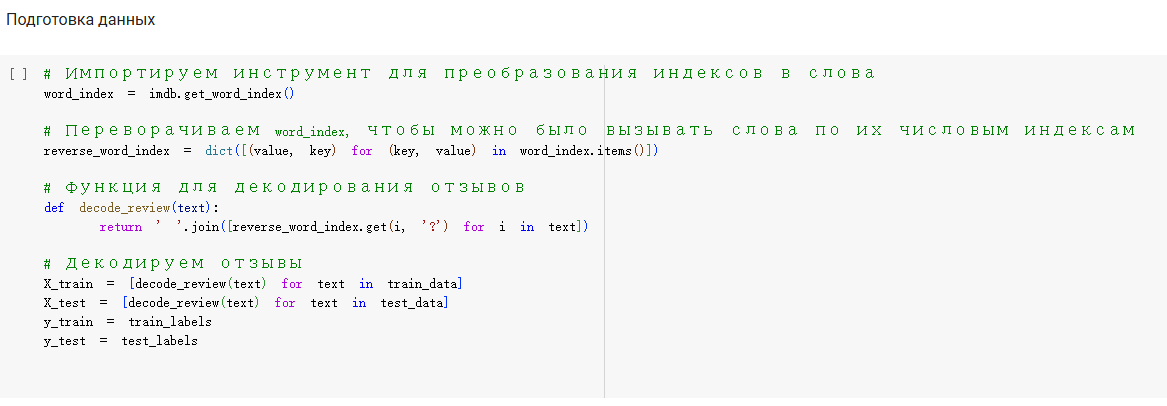 Подготовка данных
[ ] # Импортируем инструмент для преобразования индексов в слова
word_index = imdb.get_word_index()
# Переворачиваем word_index, чтобы можно было вызывать слова по их числовым индексам
reverse_word_index = dict([(value, key) for (key, value) in word_index.items()])
# Функция для декодирования отзывов
def decode_review(text):
return ' '.join([reverse_word_index.get(i, '?') for i in text])
# Декодируем отзывы
X_train = [decode_review(text) for text in train_data]
X_test = [decode_review(text) for text in test_data]
y_train = train_labels
y_test = test_labels